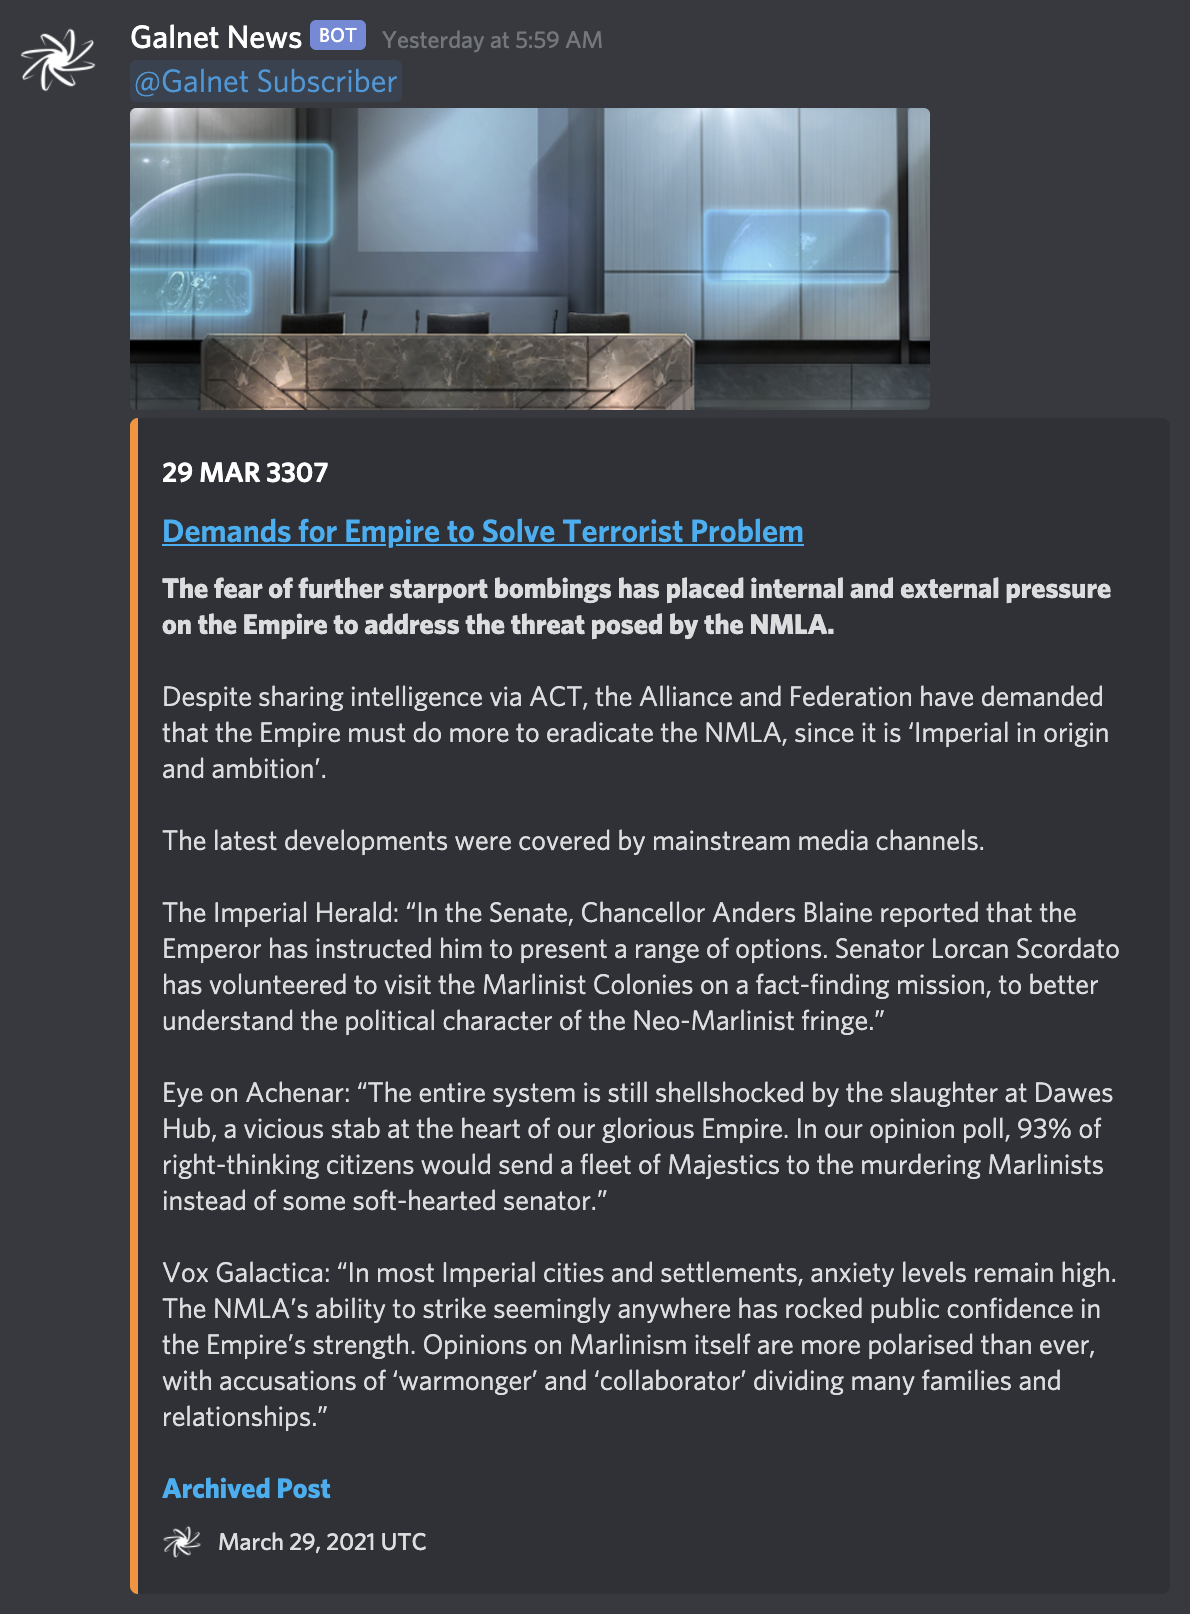 Galnet News BOT Yesterday at 5:59 AM
@Galnet Subscriber
29 MAR 3307
Demands for Empire to Solve Terrorist Problem
The fear of further starport bombings has placed internal and external pressure
on the Empire to address the threat posed by the NMLA.
Despite sharing intelligence via ACT, the Alliance and Federation have demanded
that the Empire must do more to eradicate the NMLA, since it is ‘Imperial in origin
and ambition’.
The latest developments were covered by mainstream media channels.
The Imperial Herald: “In the Senate, Chancellor Anders Blaine reported that the
Emperor has instructed him to present a range of options. Senator Lorcan Scordato
has volunteered to visit the Marlinist Colonies on a fact-finding mission, to better
understand the political character of the Neo-Marlinist fringe.”
Eye on Achenar: “The entire system is still shellshocked by the slaughter at Dawes
Hub, a vicious stab at the heart of our glorious Empire. In our opinion poll, 93% of
right-thinking citizens would send a fleet of Majestics to the murdering Marlinists
instead of some soft-hearted senator.”
Vox Galactica: “In most Imperial cities and settlements, anxiety levels remain high.
The NMLA’s ability to strike seemingly anywhere has rocked public confidence in
the Empire’s strength. Opinions on Marlinism itself are more polarised than ever,
with accusations of ‘warmonger’ and ‘collaborator’ dividing many families and
relationships.”
Archived Post
March 29, 2021 UTC